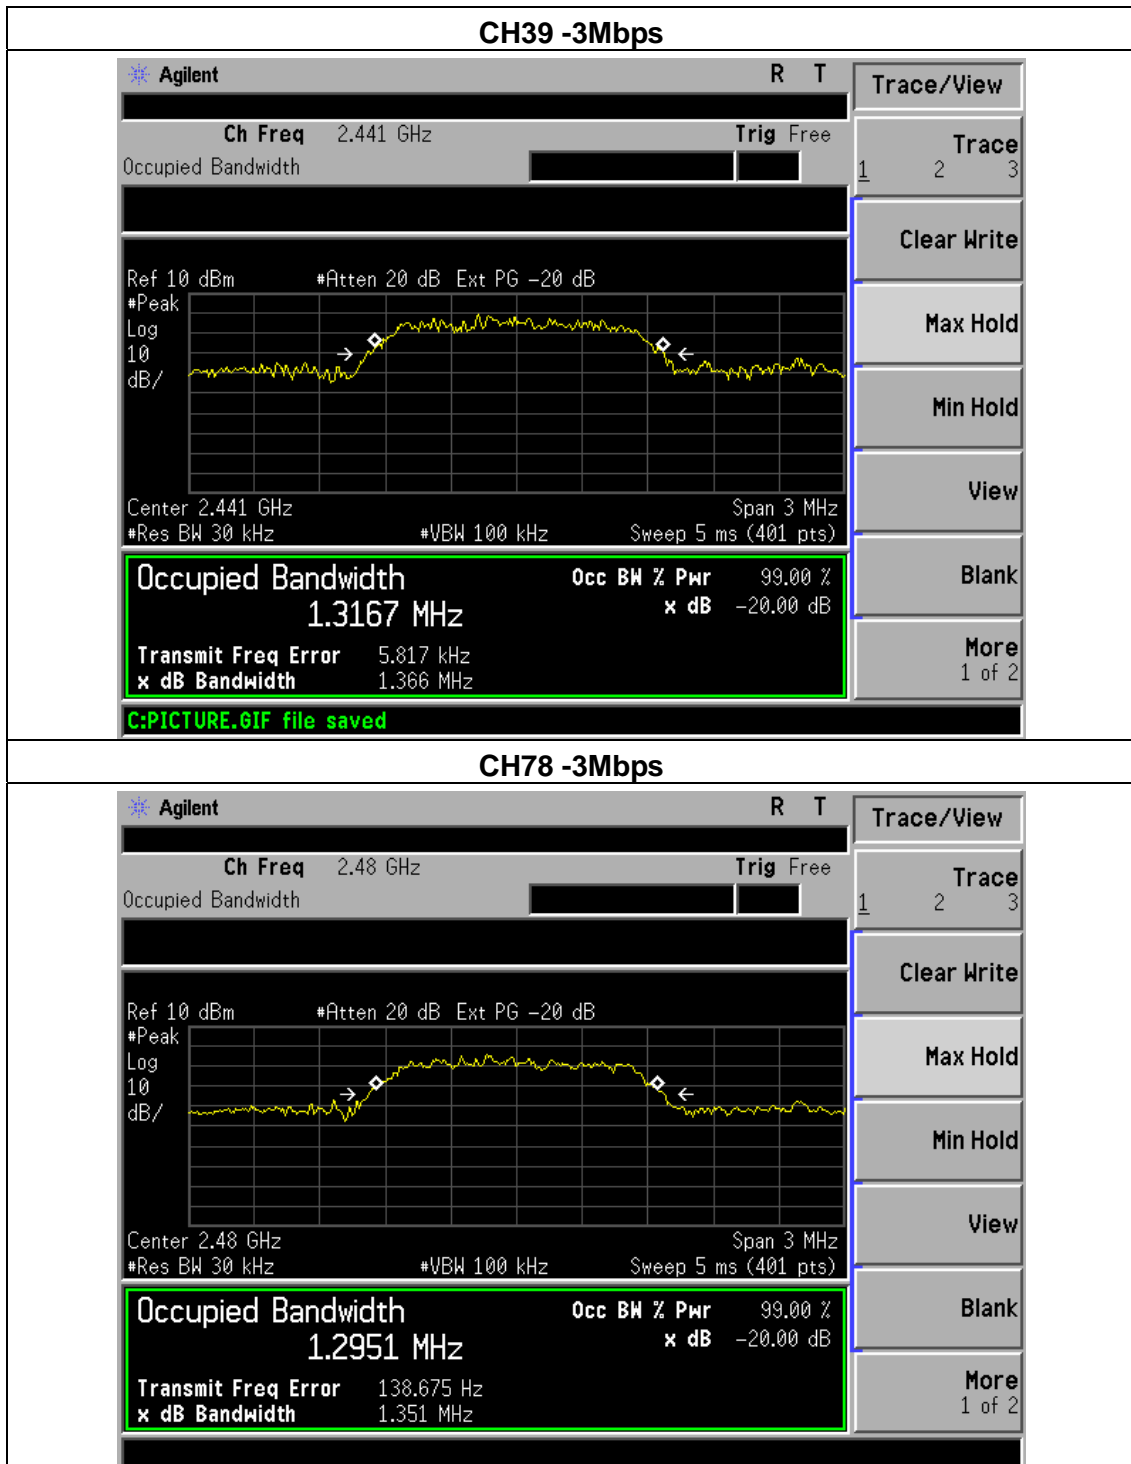 CH39 -3Mbps
Agilent R T
Trace/View
Ch Freq 2.441 GHz Trig Free
Occupied Bandwidth
Trace
1 2 3
Clear Write
Ref 10 dBm #Atten 20 dB Ext PG -20 dB
#Peak
Log
10
dB/
Max Hold
Min Hold
View
Center 2.441 GHz Span 3 MHz
#Res BW 30 kHz #VBW 100 kHz Sweep 5 ms (401 pts)
Occupied Bandwidth Occ BW % Pwr 99.00 %
1.3167 MHz x dB -20.00 dB
Blank
Transmit Freq Error 5.817 kHz
x dB Bandwidth 1.366 MHz
More
1 of 2
C:PICTURE.GIF file saved
CH78 -3Mbps
Agilent R T
Trace/View
Ch Freq 2.48 GHz Trig Free
Occupied Bandwidth
Trace
1 2 3
Clear Write
Ref 10 dBm #Atten 20 dB Ext PG -20 dB
#Peak
Log
10
dB/
Max Hold
Min Hold
View
Center 2.48 GHz Span 3 MHz
#Res BW 30 kHz #VBW 100 kHz Sweep 5 ms (401 pts)
Occupied Bandwidth Occ BW % Pwr 99.00 %
1.2951 MHz x dB -20.00 dB
Blank
Transmit Freq Error 138.675 Hz
x dB Bandwidth 1.351 MHz
More
1 of 2